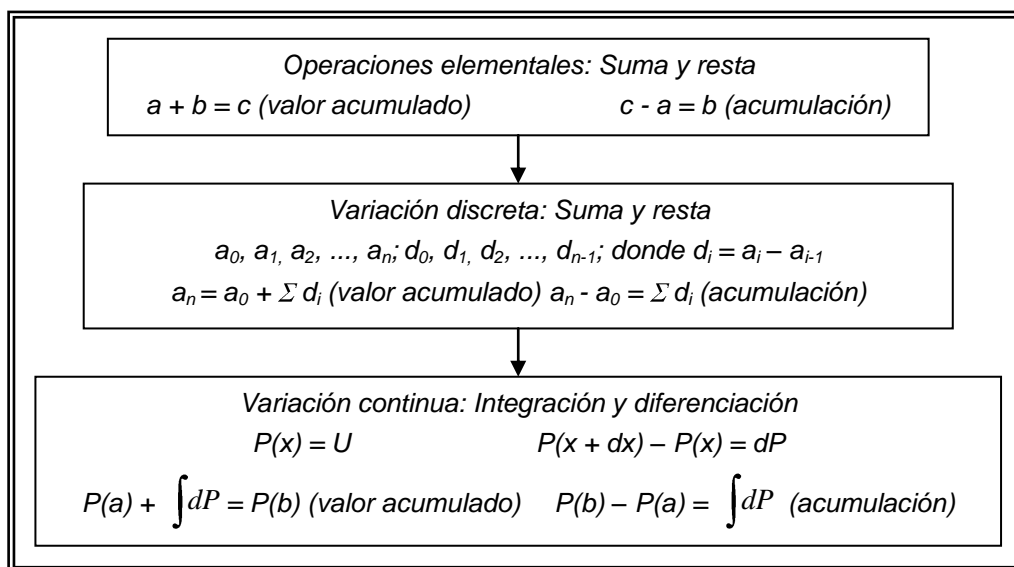 Operaciones elementales: Suma y resta
a + b = c (valor acumulado) c - a = b (acumulación)
Variación discreta: Suma y resta
a₀, a₁, a₂, ..., aₙ; d₀, d₁, d₂, ..., dₙ₋₁; donde dᵢ = aᵢ – aᵢ₋₁
aₙ = a₀ + Σ dᵢ (valor acumulado) aₙ - a₀ = Σ dᵢ (acumulación)
Variación continua: Integración y diferenciación
P(x) = U P(x + dx) – P(x) = dP
P(a) + ∫dP = P(b) (valor acumulado) P(b) – P(a) = ∫dP (acumulación)